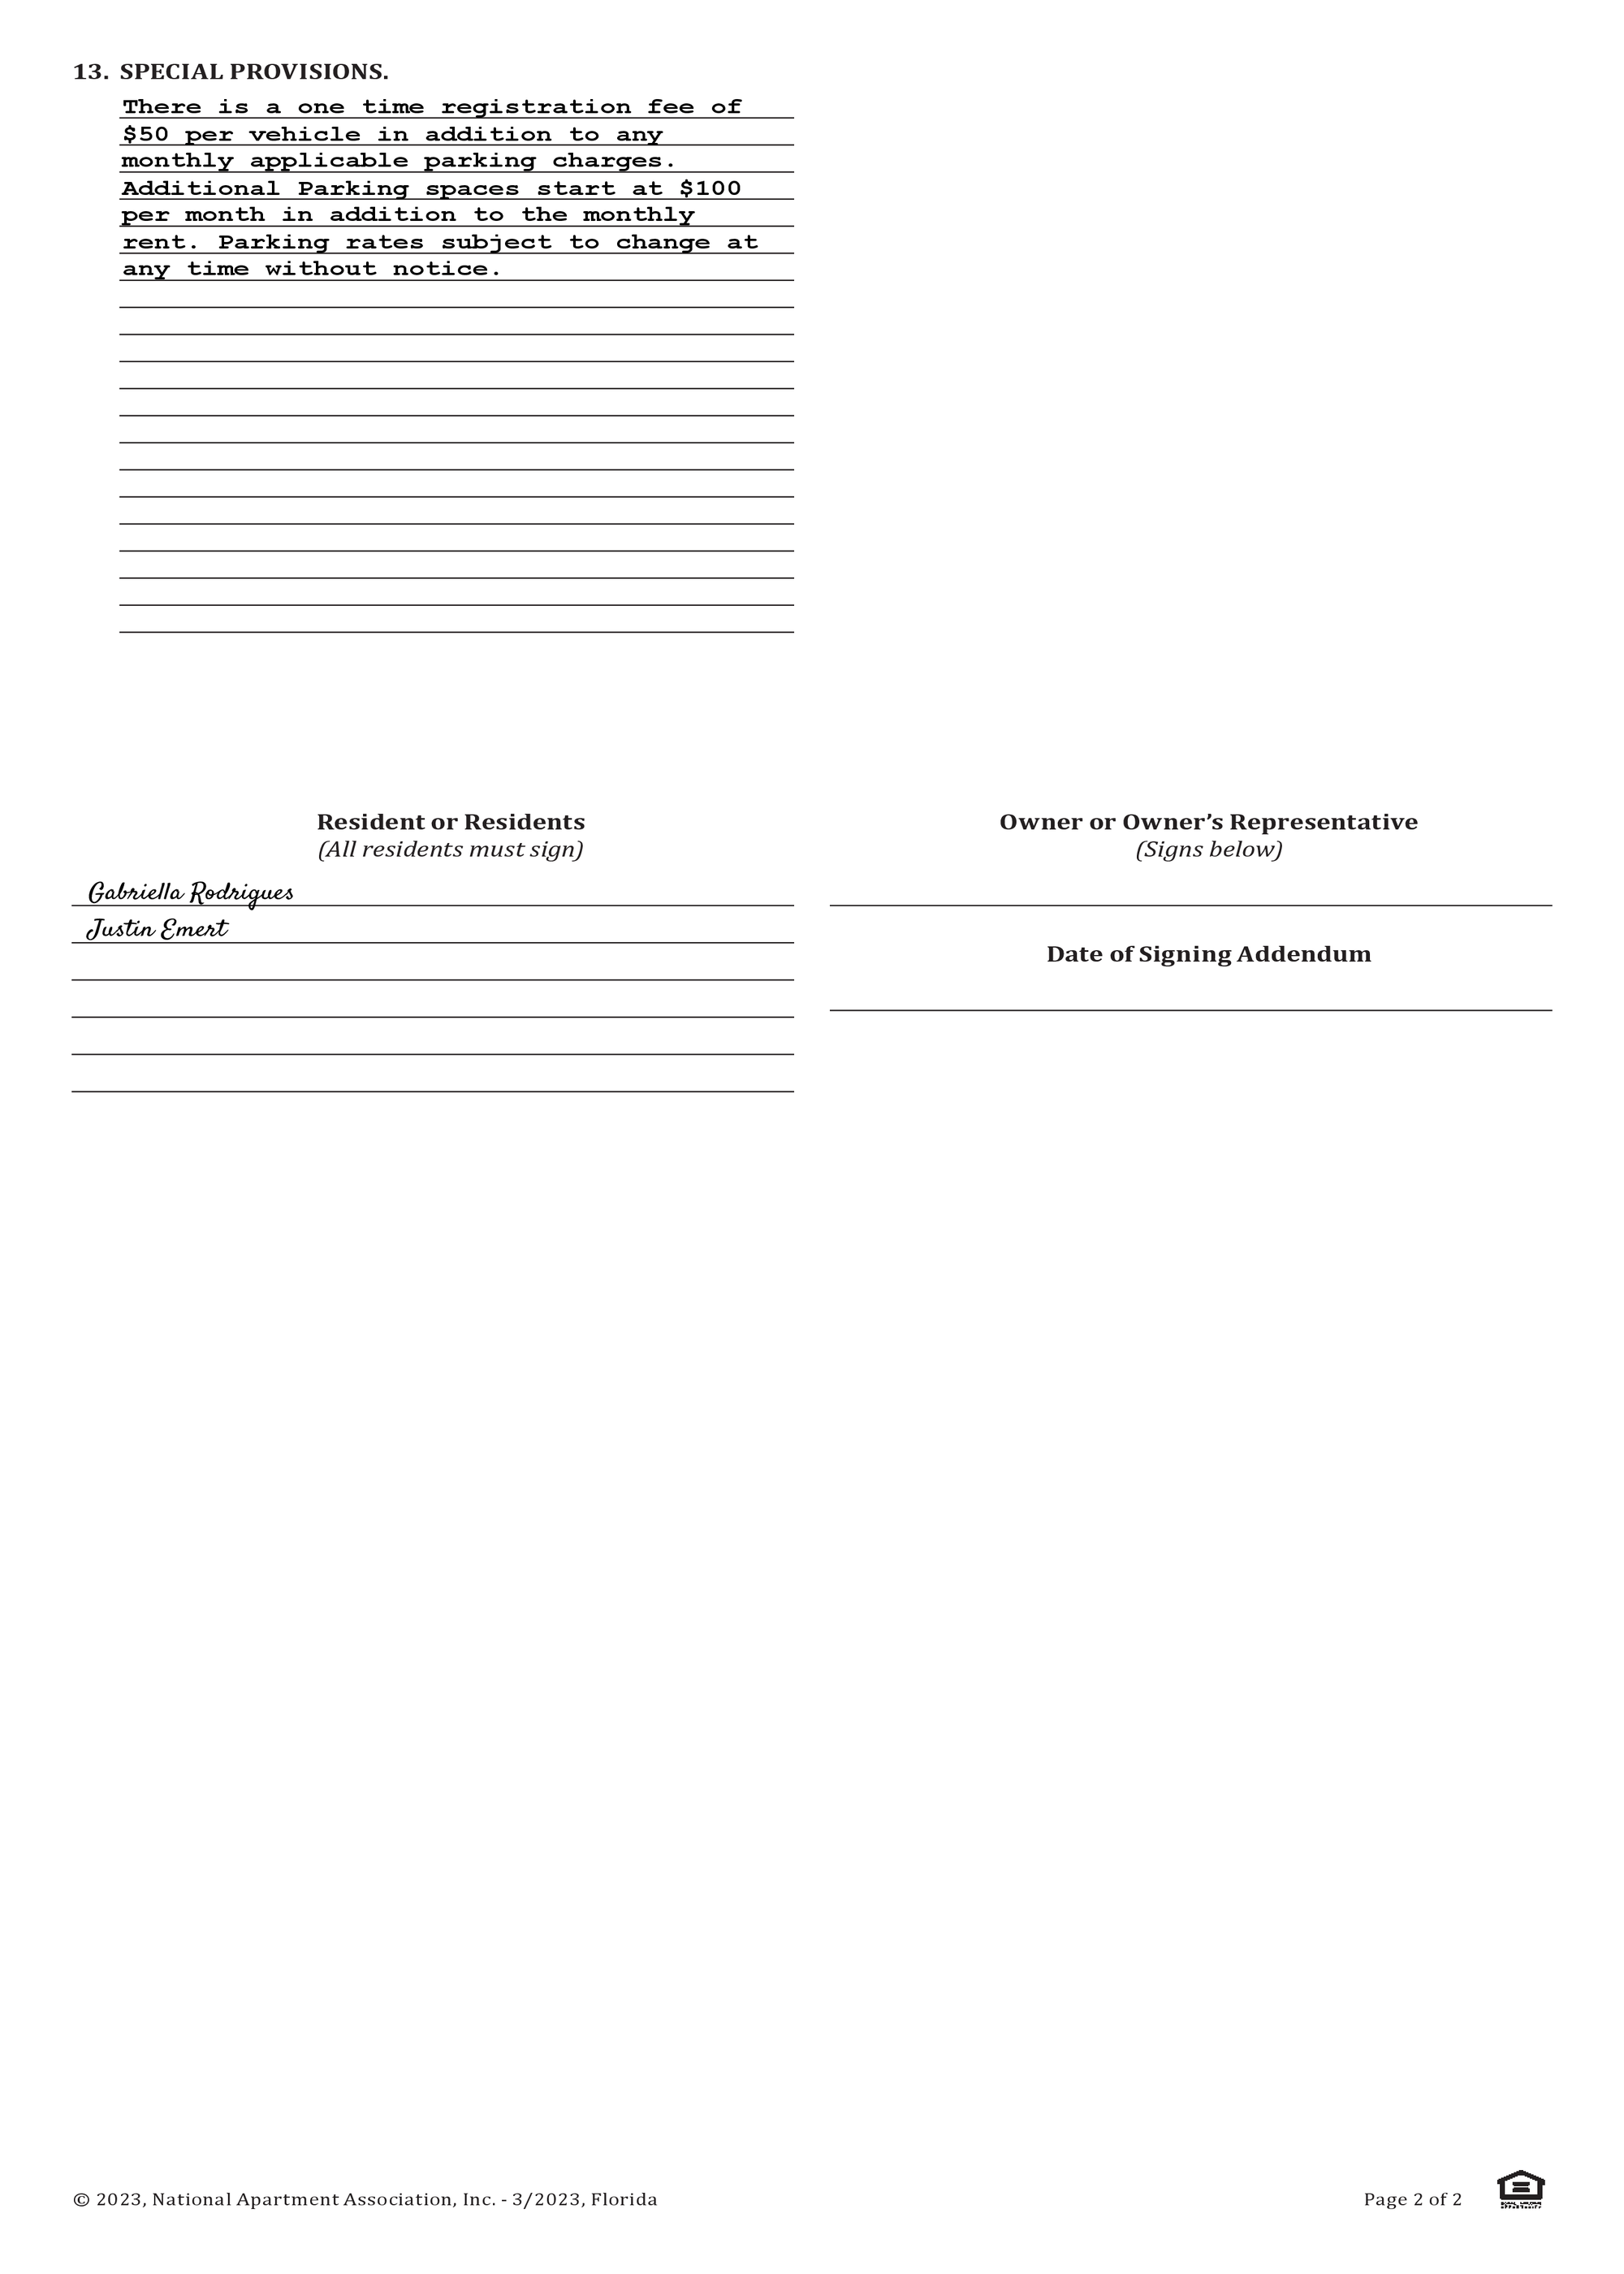 13. SPECIAL PROVISIONS.
There is a one time registration fee of
$50 per vehicle in addition to any
monthly applicable parking charges.
Additional Parking spaces start at $100
per month in addition to the monthly
rent. Parking rates subject to change at
any time without notice.
Resident or Residents
(All residents must sign)
Gabriella Rodrigues
Justin Emert
Owner or Owner’s Representative
(Signs below)
Date of Signing Addendum
© 2023, National Apartment Association, Inc. - 3/2023, Florida
Page 2 of 2
EQUAL HOUSING
OPPORTUNITY